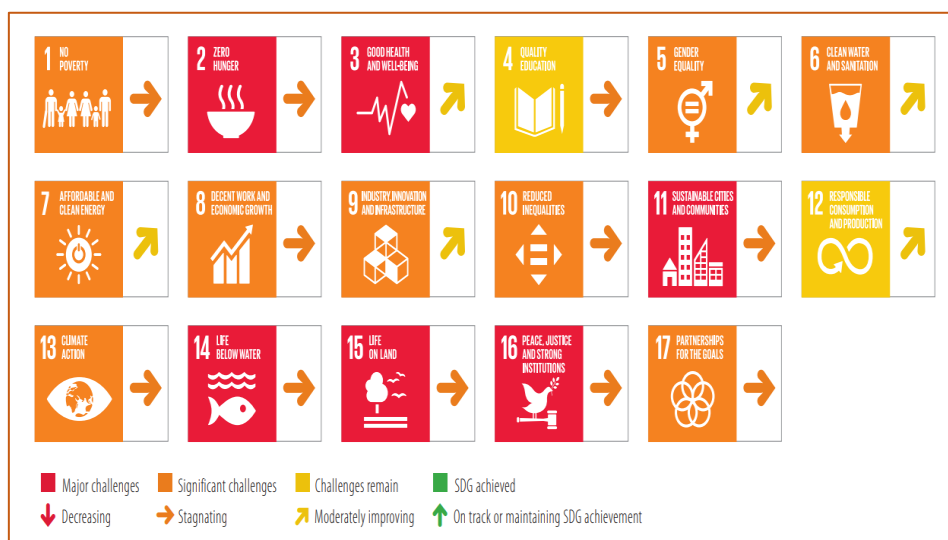 1 NO
POVERTY
2 ZERO
HUNGER
3 GOOD HEALTH
AND WELL-BEING
4 QUALITY
EDUCATION
5 GENDER
EQUALITY
6 CLEAN WATER
AND SANITATION
7 AFFORDABLE AND
CLEAN ENERGY
8 DECENT WORK AND
ECONOMIC GROWTH
9 INDUSTRY, INNOVATION
AND INFRASTRUCTURE
10 REDUCED
INEQUALITIES
11 SUSTAINABLE CITIES
AND COMMUNITIES
12 RESPONSIBLE
CONSUMPTION
AND PRODUCTION
13 CLIMATE
ACTION
14 LIFE
BELOW WATER
15 LIFE
ON LAND
16 PEACE, JUSTICE
AND STRONG
INSTITUTIONS
17 PARTNERSHIPS
FOR THE GOALS
Major challenges Significant challenges Challenges remain SDG achieved
Decreasing Stagnating Moderately improving On track or maintaining SDG achievement